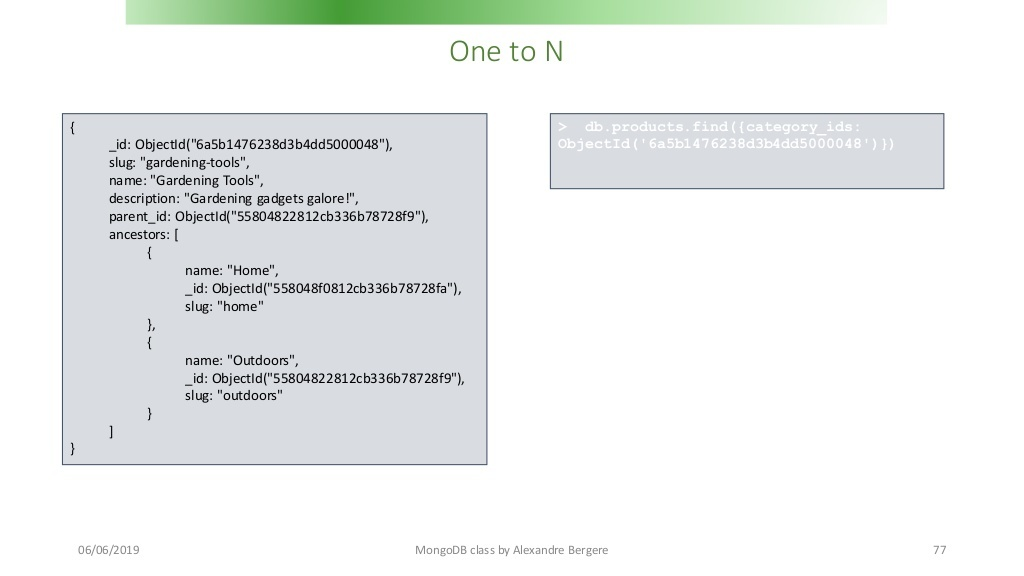 One to N
{
_id: ObjectId("6a5b1476238d3b4dd5000048"),
slug: "gardening-tools",
name: "Gardening Tools",
description: "Gardening gadgets galore!",
parent_id: ObjectId("55804822812cb336b78728f9"),
ancestors: [
{
name: "Home",
_id: ObjectId("558048f0812cb336b78728fa"),
slug: "home"
},
{
name: "Outdoors",
_id: ObjectId("55804822812cb336b78728f9"),
slug: "outdoors"
}
]
}
> db.products.find({category_ids:
ObjectId('6a5b1476238d3b4dd5000048')})
06/06/2019
MongoDB class by Alexandre Bergere
77